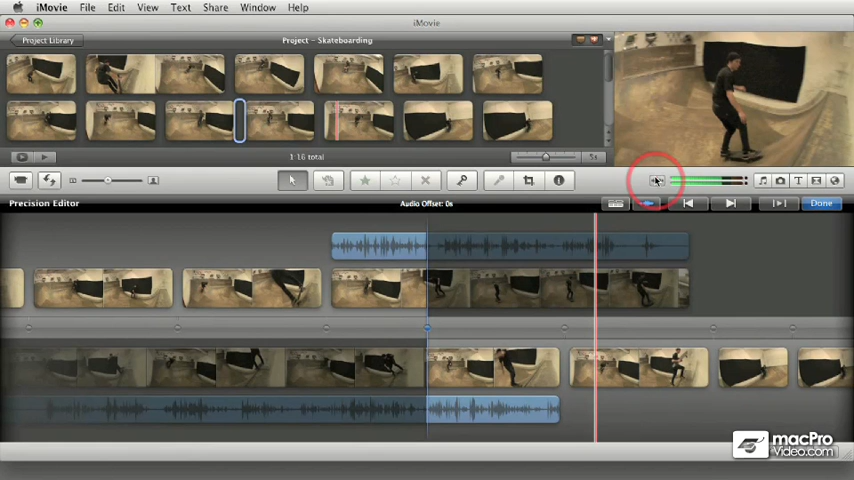 iMovie File Edit View Text Share Window Help
iMovie
Project Library
Project – Skateboarding
1:16 total
5s
Precision Editor
Audio Offset: 0s
Done
macPro
Video.com